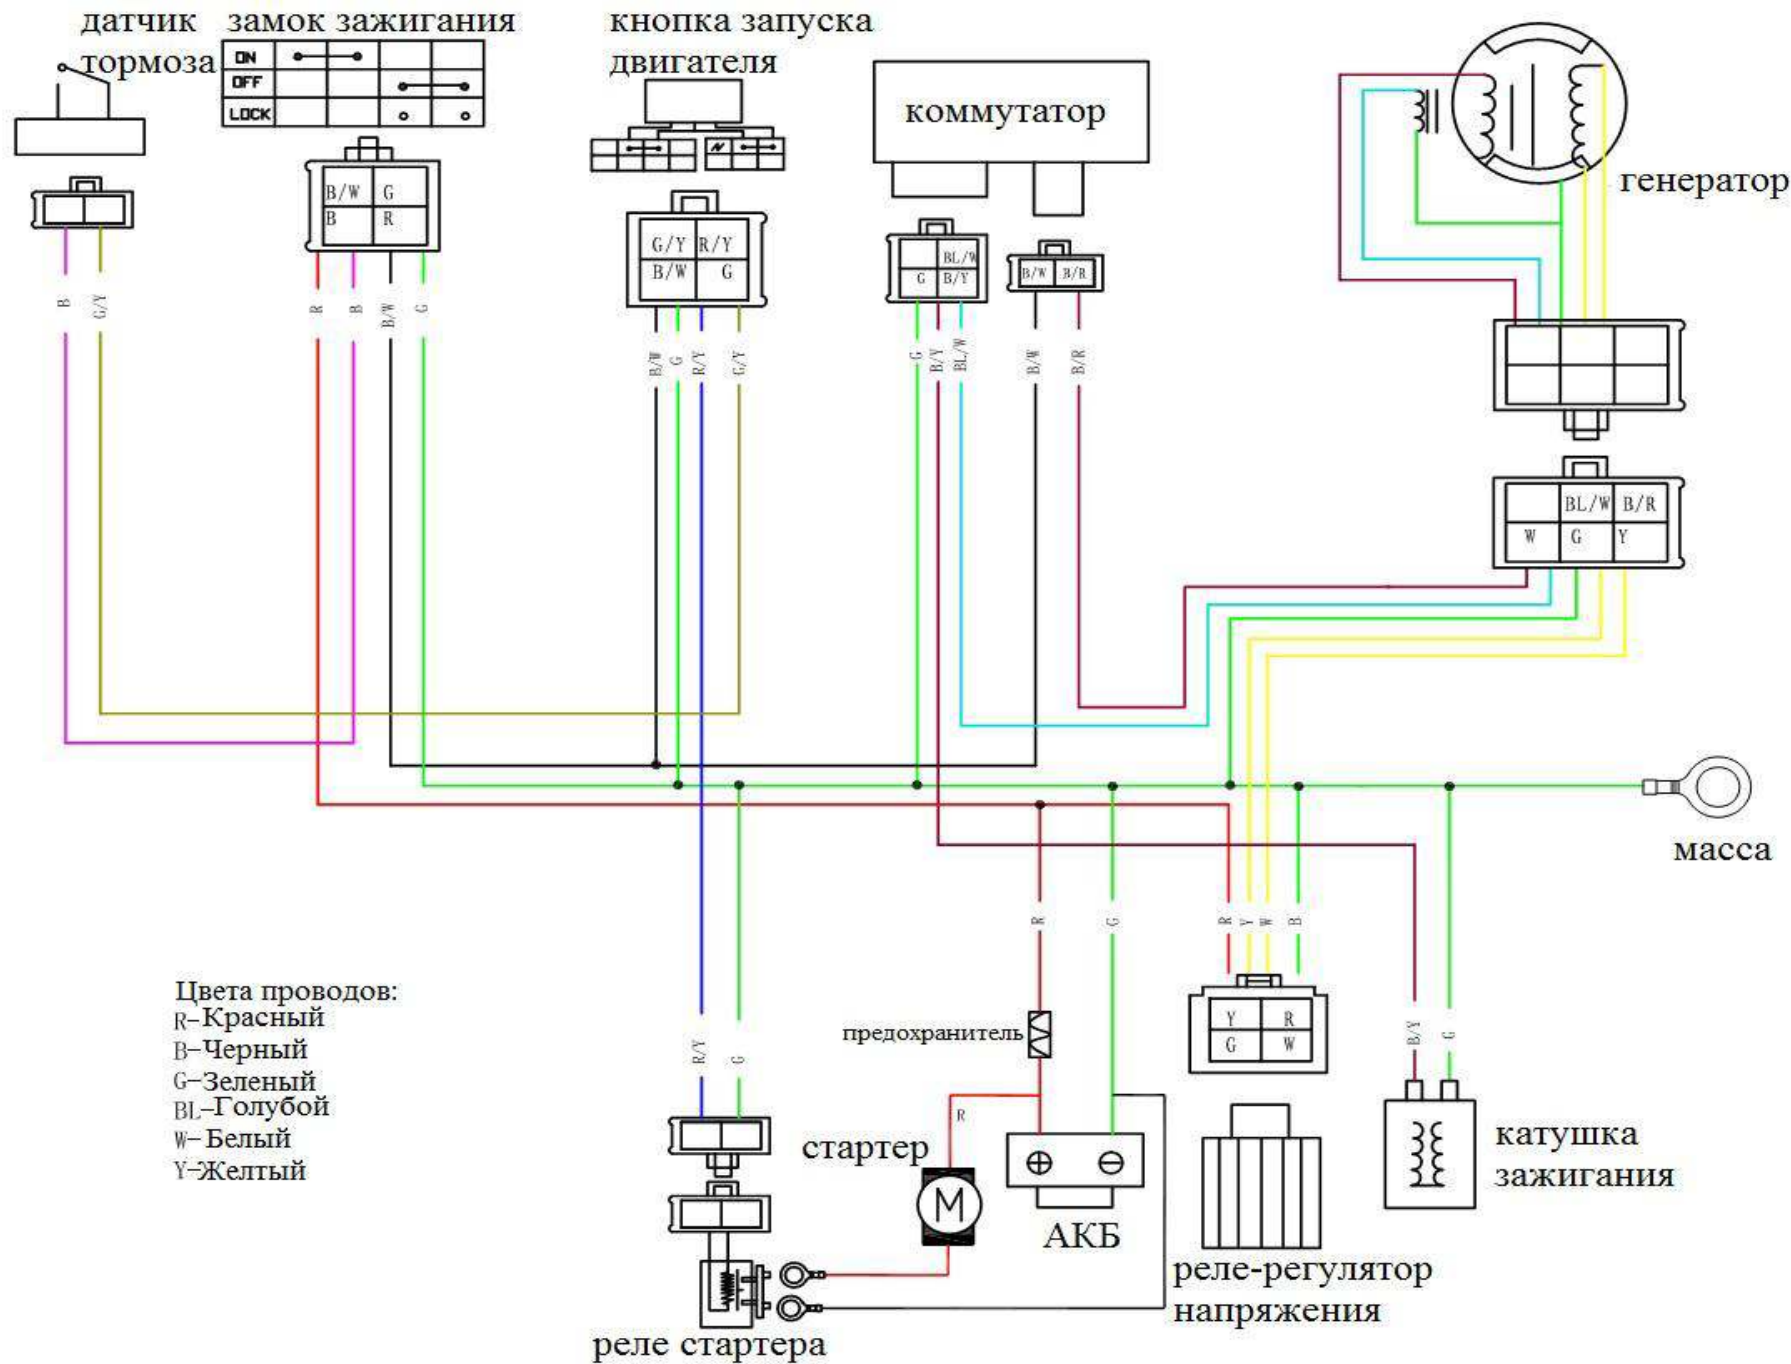 датчик
тормоза
замок зажигания
ON
OFF
LOCK
кнопка запуска
двигателя
коммутатор
генератор
B/W G
B R
G/Y R/Y
B/W G
BL/W
G B/Y
B/W B/R
B
G/Y
R
B
B/W
G
B/W
G
R/Y
G/Y
G
B/Y
BL/W
B/W
B/R
BL/W B/R
W G Y
масса
R
G
R
Y
W
B
Цвета проводов:
R-Красный
B-Черный
G-Зеленый
BL-Голубой
W-Белый
Y-Желтый
R/Y
G
предохранитель
Y R
G W
B/Y
G
R
стартер
M
АКБ
катушка
зажигания
реле-регулятор
напряжения
реле стартера